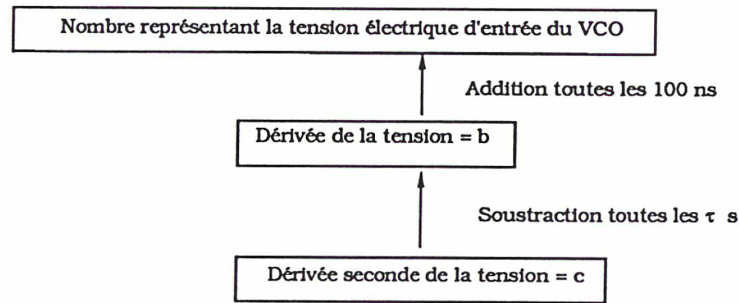 Nombre représentant la tension électrique d'entrée du VCO
Addition toutes les 100 ns
Dérivée de la tension = b
Soustraction toutes les τ s
Dérivée seconde de la tension = c